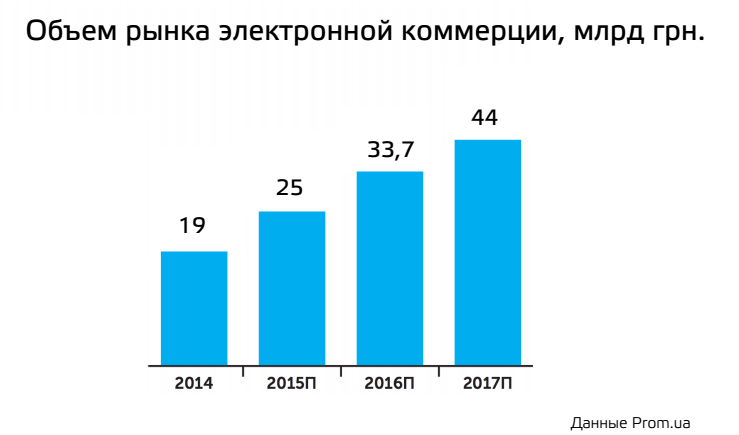 Объем рынка электронной коммерции, млрд грн.
44
33,7
25
19
2014 2015П 2016П 2017П
Данные Prom.ua